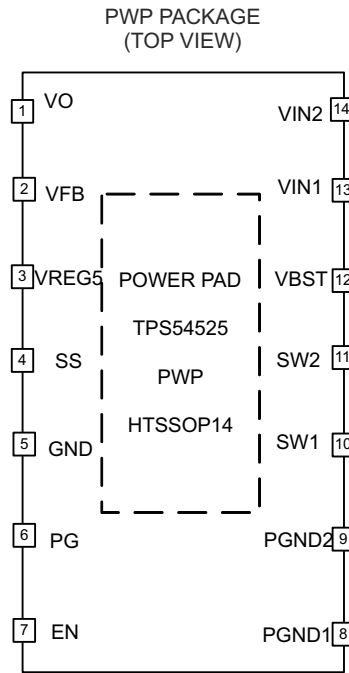 PWP PACKAGE
(TOP VIEW)
1 VO
VIN2 14
2 VFB
VIN1 13
3 VREG5
POWER PAD
VBST 12
TPS54525
4 SS
SW2 11
PWP
HTSSOP14
5 GND
SW1 10
6 PG
PGND2 9
7 EN
PGND1 8